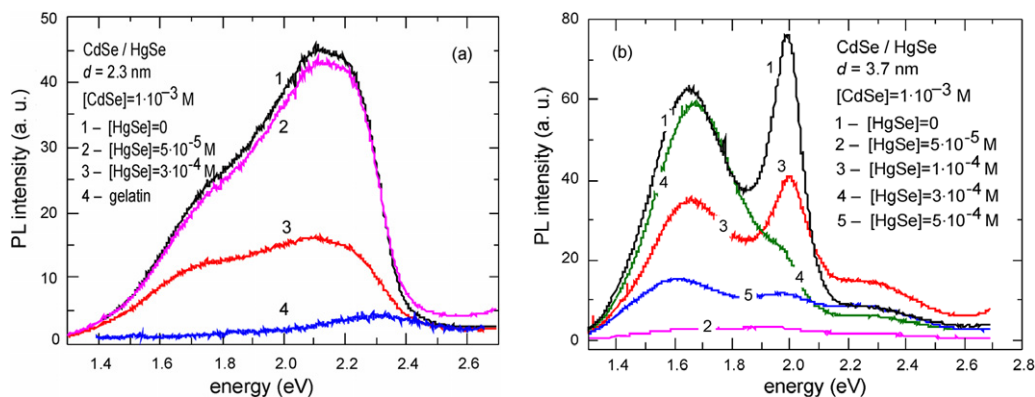 50
40
30
20
10
0
PL intensity (a. u.)
CdSe / HgSe
d = 2.3 nm
[CdSe]=1·10⁻³ M
1 – [HgSe]=0
2 – [HgSe]=5·10⁻⁵ M
3 – [HgSe]=3·10⁻⁴ M
4 – gelatin
(a)
1
2
3
4
1.4 1.6 1.8 2.0 2.2 2.4 2.6
energy (eV)
80
60
40
20
0
PL intensity (a. u.)
(b)
CdSe / HgSe
d = 3.7 nm
[CdSe]=1·10⁻³ M
1 – [HgSe]=0
2 – [HgSe]=5·10⁻⁵ M
3 – [HgSe]=1·10⁻⁴ M
4 – [HgSe]=3·10⁻⁴ M
5 – [HgSe]=5·10⁻⁴ M
1
1
4
3
3
4
5
2
1.4 1.6 1.8 2.0 2.2 2.4 2.6 2.8
energy (eV)